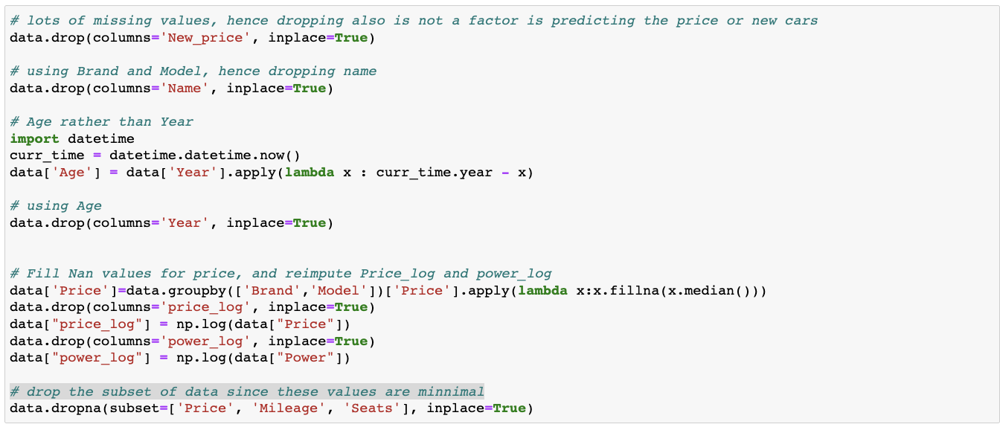 # lots of missing values, hence dropping also is not a factor is predicting the price or new cars
data.drop(columns='New_price', inplace=True)
# using Brand and Model, hence dropping name
data.drop(columns='Name', inplace=True)
# Age rather than Year
import datetime
curr_time = datetime.datetime.now()
data['Age'] = data['Year'].apply(lambda x : curr_time.year - x)
# using Age
data.drop(columns='Year', inplace=True)
# Fill Nan values for price, and reimpute Price_log and power_log
data['Price']=data.groupby(['Brand','Model'])['Price'].apply(lambda x:x.fillna(x.median()))
data.drop(columns='price_log', inplace=True)
data["price_log"] = np.log(data["Price"])
data.drop(columns='power_log', inplace=True)
data["power_log"] = np.log(data["Power"])
# drop the subset of data since these values are minnimal
data.dropna(subset=['Price', 'Mileage', 'Seats'], inplace=True)